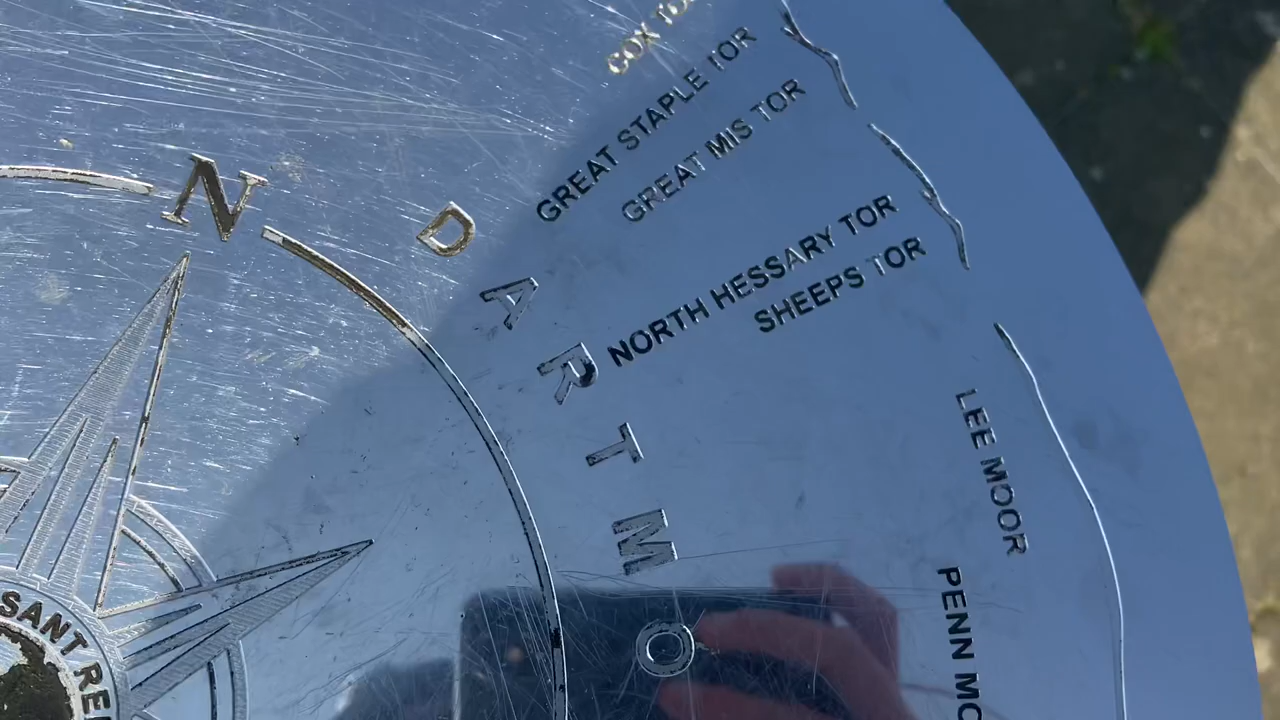 COX TOR
GREAT STAPLE TOR
GREAT MIS TOR
NORTH HESSARY TOR
SHEEPS TOR
LEE MOOR
PENN MO
N
DARTMO
SANT RE